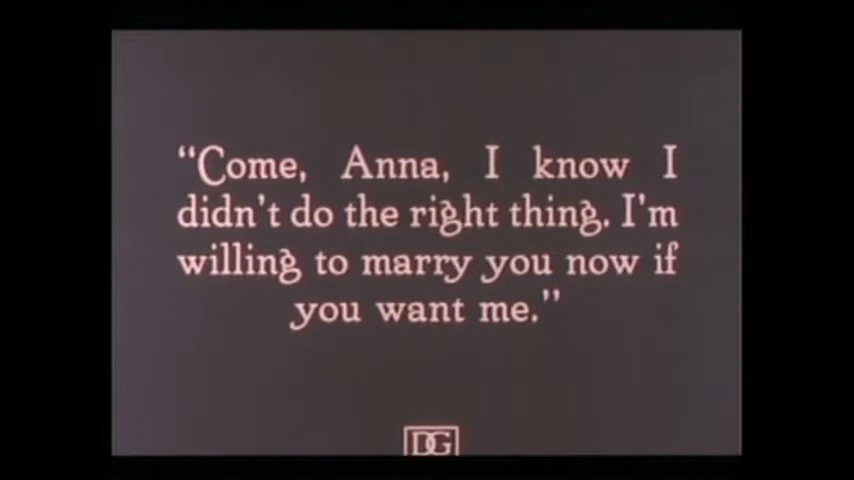 “Come, Anna, I know I
didn't do the right thing. I'm
willing to marry you now if
you want me.”
DG